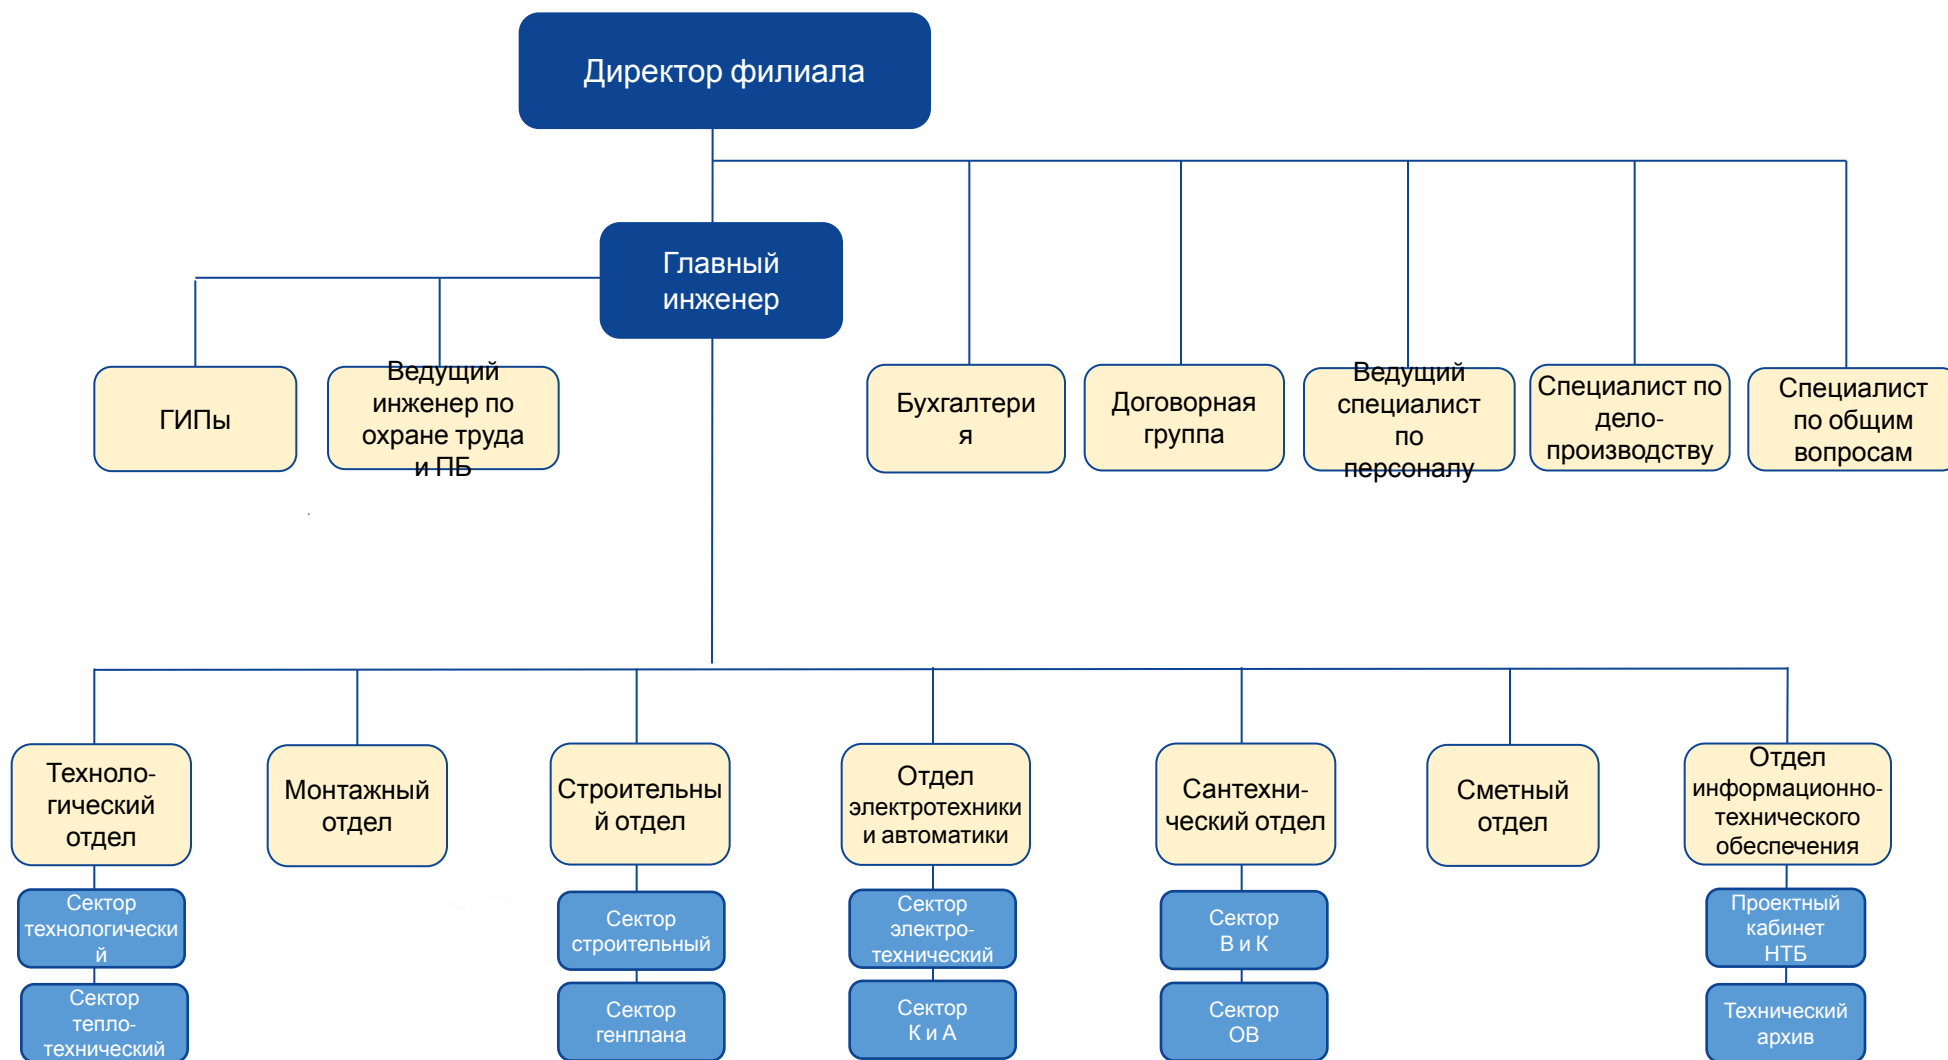 Директор филиала
Главный
инженер
ГИПы
Ведущий
инженер по
охране труда
и ПБ
Бухгалтери
я
Договорная
группа
Ведущий
специалист
по
персоналу
Специалист по
дело-
производству
Специалист
по общим
вопросам
Техноло-
гический
отдел
Монтажный
отдел
Строительны
й отдел
Отдел
электротехники
и автоматики
Сантехни-
ческий отдел
Сметный
отдел
Отдел
информационно-
технического
обеспечения
Сектор
технологически
й
Сектор
строительный
Сектор
электро-
технический
Сектор
В и К
Проектный
кабинет
НТБ
Сектор
тепло-
технический
Сектор
генплана
Сектор
К и А
Сектор
ОВ
Технический
архив